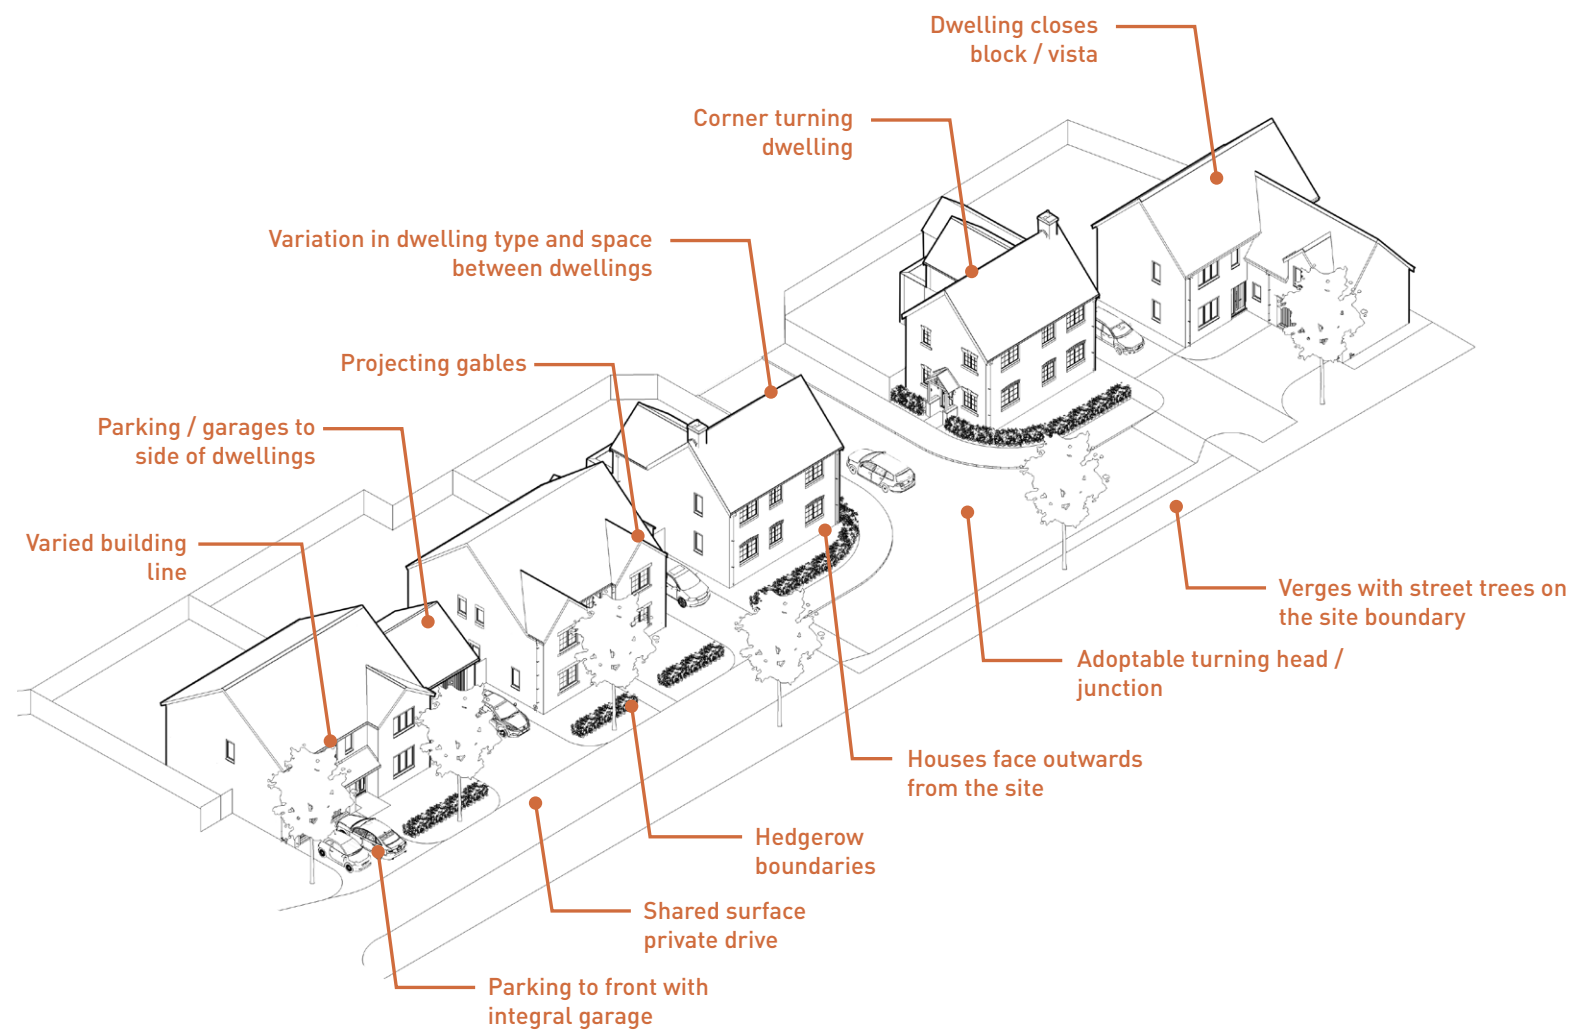 Dwelling closes
block / vista
Corner turning
dwelling
Variation in dwelling type and space
between dwellings
Projecting gables
Parking / garages to
side of dwellings
Varied building
line
Verges with street trees on
the site boundary
Adoptable turning head /
junction
Houses face outwards
from the site
Hedgerow
boundaries
Shared surface
private drive
Parking to front with
integral garage